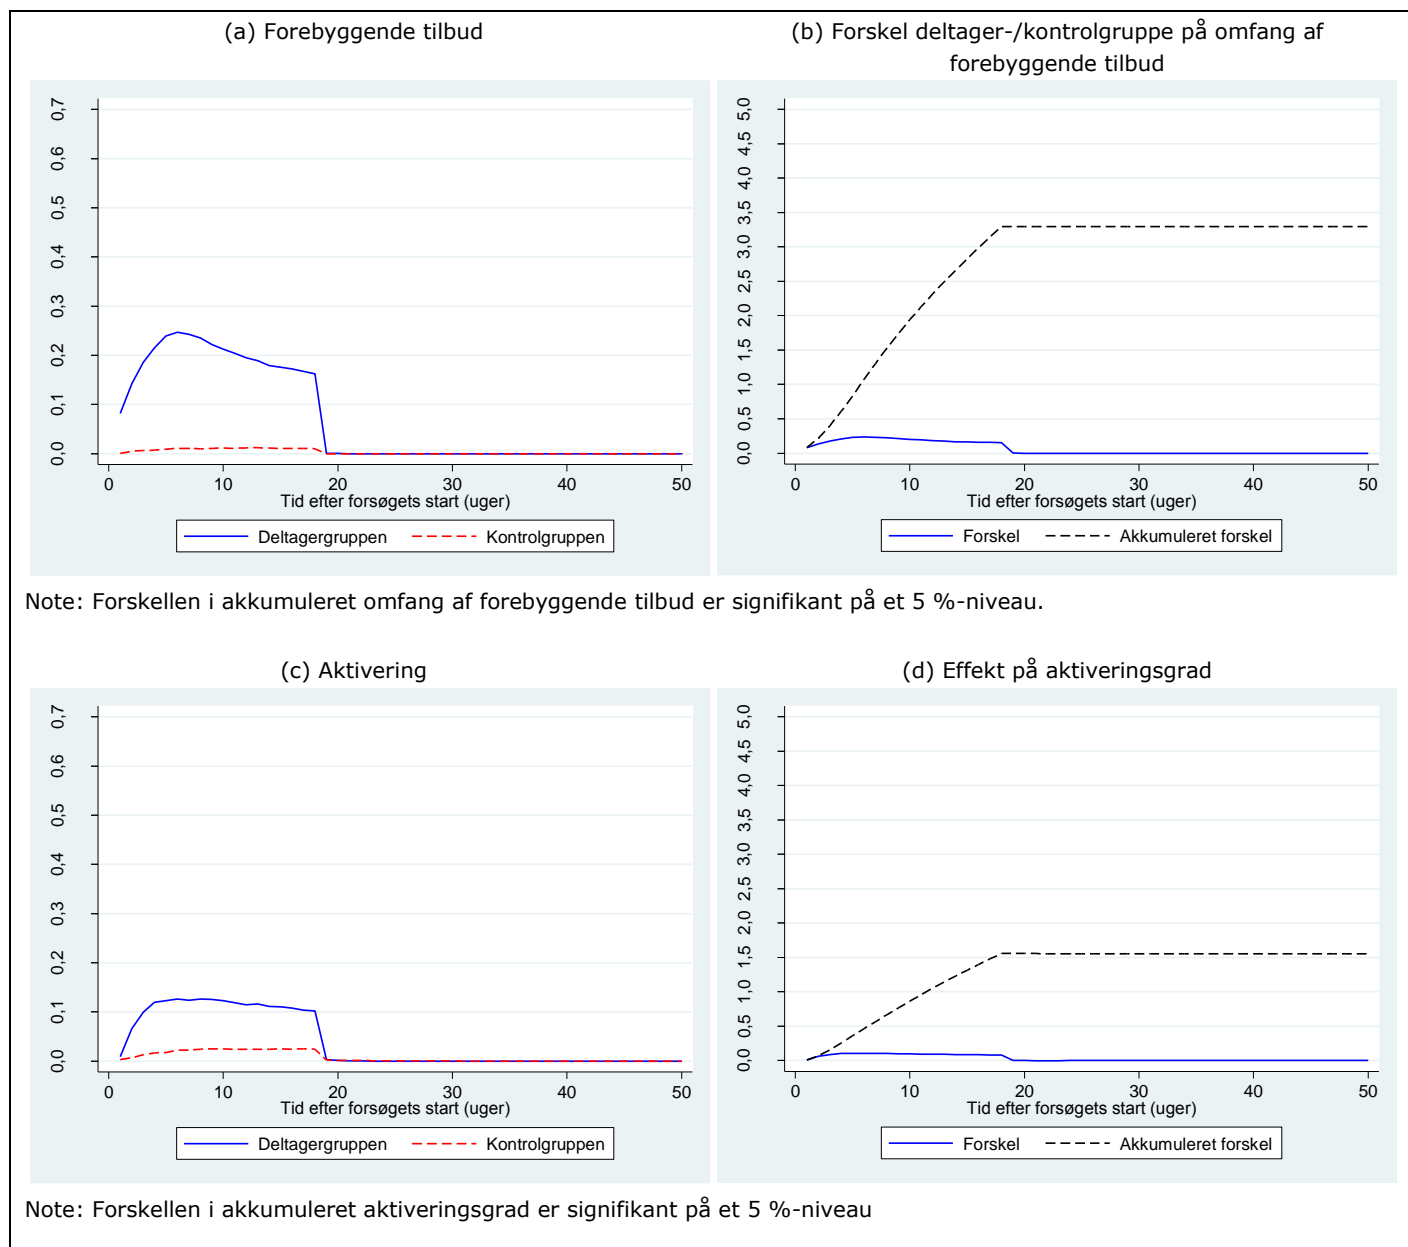 (a) Forebyggende tilbud
(b) Forskel deltager-/kontrolgruppe på omfang af
forebyggende tilbud
0,7
0,6
0,5
0,4
0,3
0,2
0,1
0,0
0 10 20 30 40 50
Tid efter forsøgets start (uger)
Deltagergruppen Kontrolgruppen
5,0
4,5
4,0
3,5
3,0
2,5
2,0
1,5
1,0
0,5
0,0
0 10 20 30 40 50
Tid efter forsøgets start (uger)
Forskel Akkumuleret forskel
Note: Forskellen i akkumuleret omfang af forebyggende tilbud er signifikant på et 5 %-niveau.
(c) Aktivering
(d) Effekt på aktiveringsgrad
0,7
0,6
0,5
0,4
0,3
0,2
0,1
0,0
0 10 20 30 40 50
Tid efter forsøgets start (uger)
Deltagergruppen Kontrolgruppen
5,0
4,5
4,0
3,5
3,0
2,5
2,0
1,5
1,0
0,5
0,0
0 10 20 30 40 50
Tid efter forsøgets start (uger)
Forskel Akkumuleret forskel
Note: Forskellen i akkumuleret aktiveringsgrad er signifikant på et 5 %-niveau